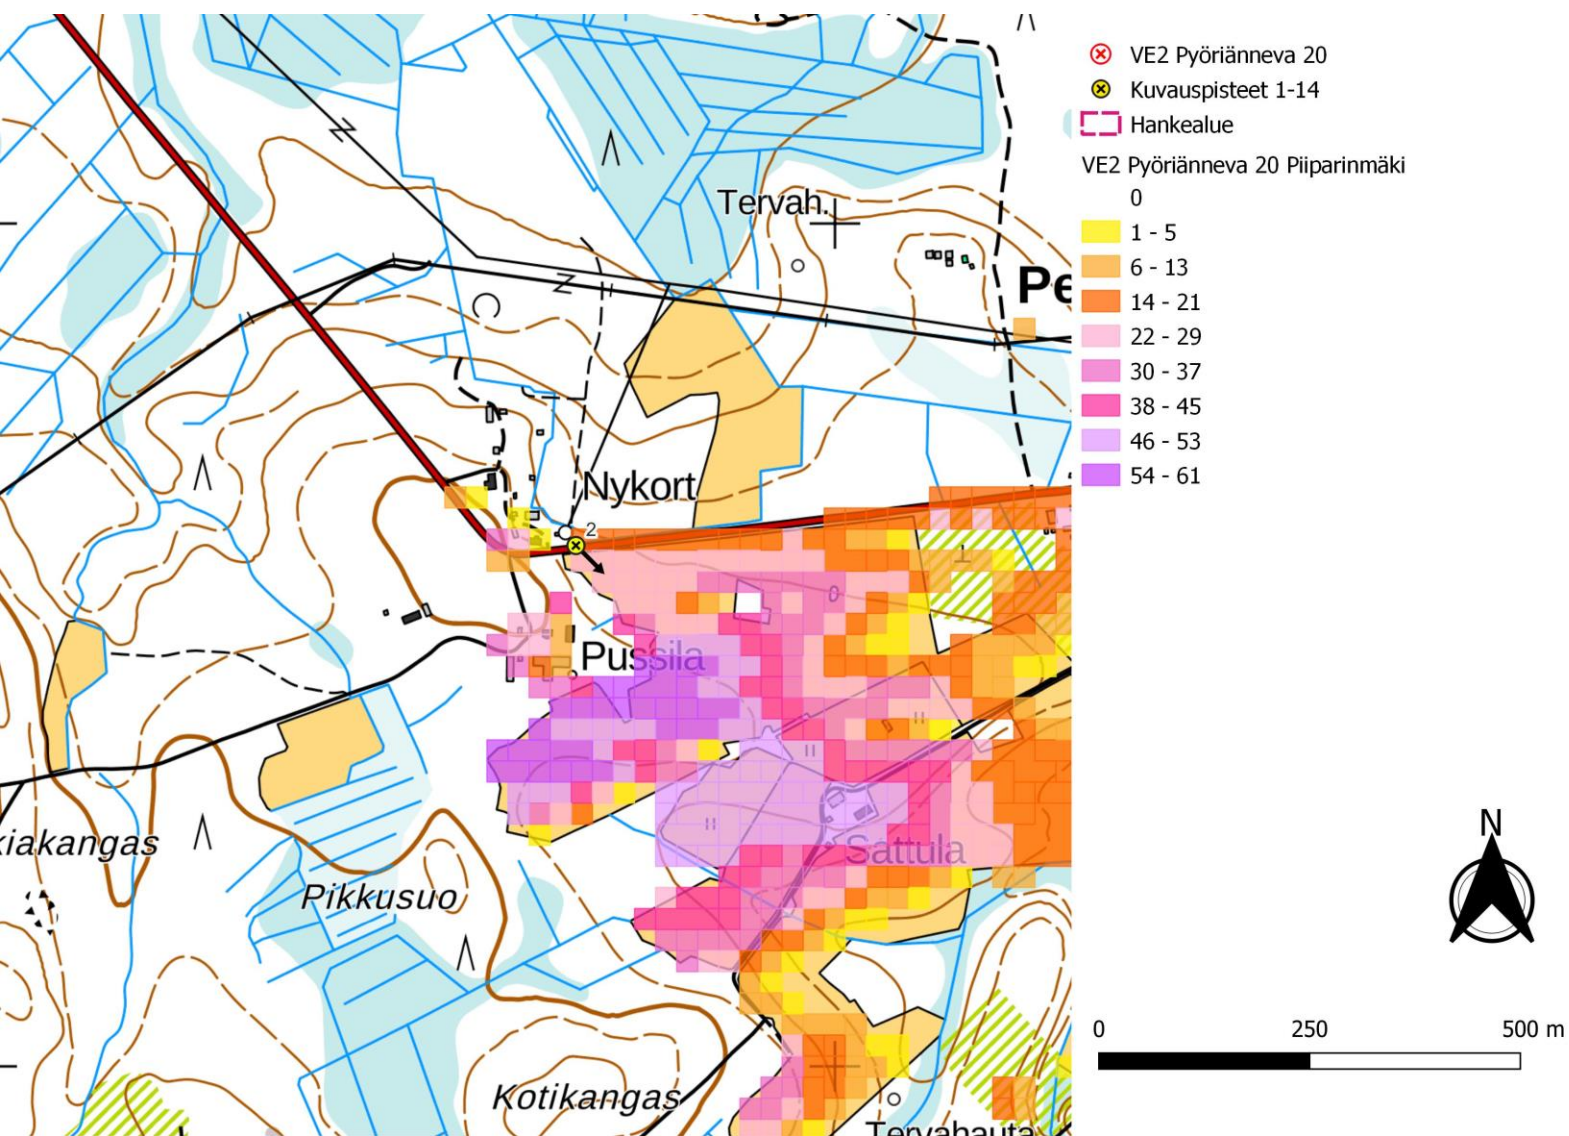 VE2 Pyöriänneva 20
Kuvauspisteet 1-14
Hankealue
VE2 Pyöriänneva 20 Piiparinmäki
0
1 - 5
6 - 13
14 - 21
22 - 29
30 - 37
38 - 45
46 - 53
54 - 61
Tervah.
Pe
Nykort
2
Pussila
Sattula
kiakangas
Pikkusuo
Kotikangas
Tervahauta
N
0 250 500 m